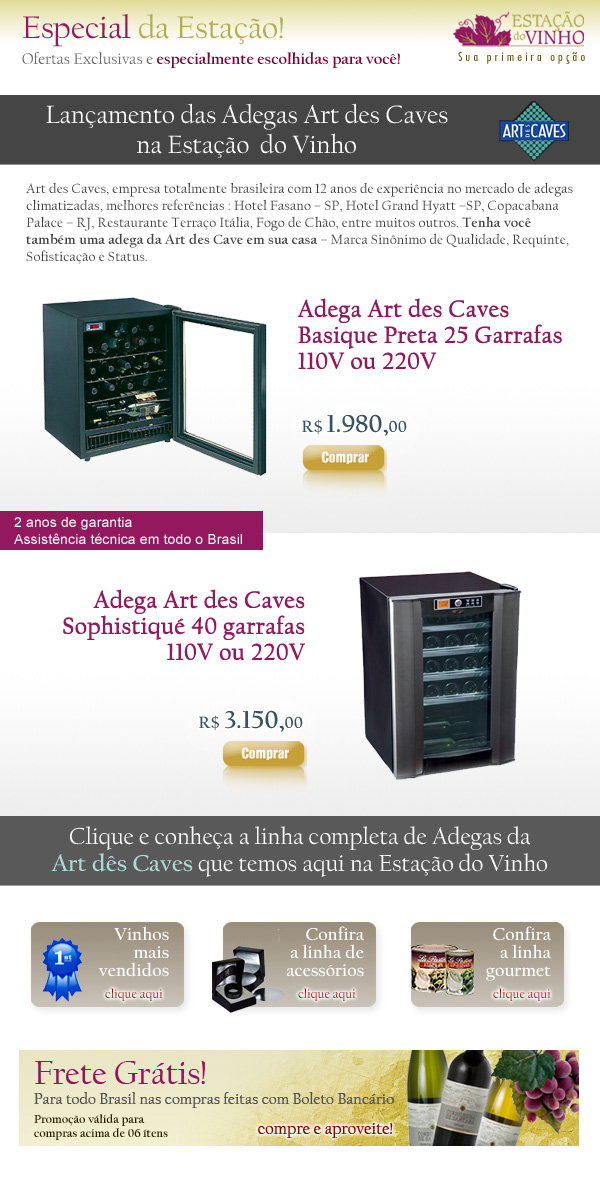 Especial da Estação!
Ofertas Exclusivas e especialmente escolhidas para você!
ESTAÇÃO
do VINHO
Sua primeira opção
Lançamento das Adegas Art des Caves
na Estação do Vinho
ART DES CAVES
Art des Caves, empresa totalmente brasileira com 12 anos de experiência no mercado de adegas
climatizadas, melhores referências : Hotel Fasano – SP, Hotel Grand Hyatt –SP, Copacabana
Palace – RJ, Restaurante Terraço Itália, Fogo de Chão, entre muitos outros. Tenha você
também uma adega da Art des Cave em sua casa – Marca Sinônimo de Qualidade, Requinte,
Sofisticação e Status.
Adega Art des Caves
Basique Preta 25 Garrafas
110V ou 220V
R$ 1.980,00
Comprar
2 anos de garantia
Assistência técnica em todo o Brasil
Adega Art des Caves
Sophistiqué 40 garrafas
110V ou 220V
R$ 3.150,00
Comprar
Clique e conheça a linha completa de Adegas da
Art dês Caves que temos aqui na Estação do Vinho
1st
Vinhos
mais
vendidos
clique aqui
Confira
a linha de
acessórios
clique aqui
Confira
a linha
gourmet
clique aqui
Frete Grátis!
Para todo Brasil nas compras feitas com Boleto Bancário
Promoção válida para
compras acima de 06 itens
compre e aproveite!